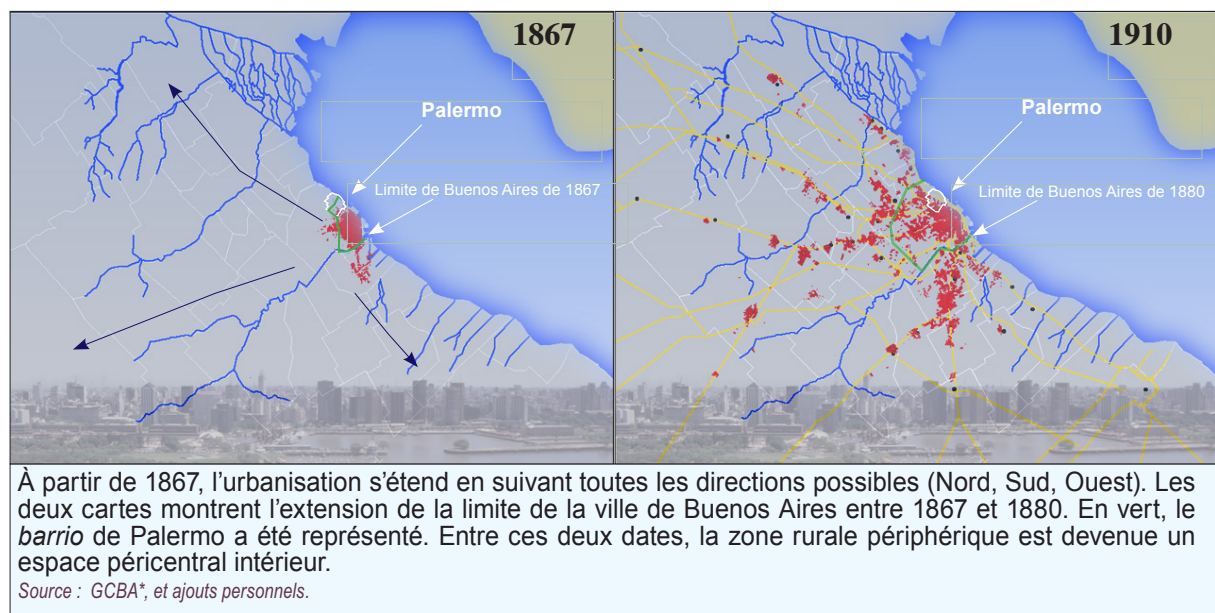 1867
Palermo
Limite de Buenos Aires de 1867
1910
Palermo
Limite de Buenos Aires de 1880
À partir de 1867, l’urbanisation s’étend en suivant toutes les directions possibles (Nord, Sud, Ouest). Les
deux cartes montrent l’extension de la limite de la ville de Buenos Aires entre 1867 et 1880. En vert, le
barrio de Palermo a été représenté. Entre ces deux dates, la zone rurale périphérique est devenue un
espace péricentral intérieur.
Source : GCBA*, et ajouts personnels.